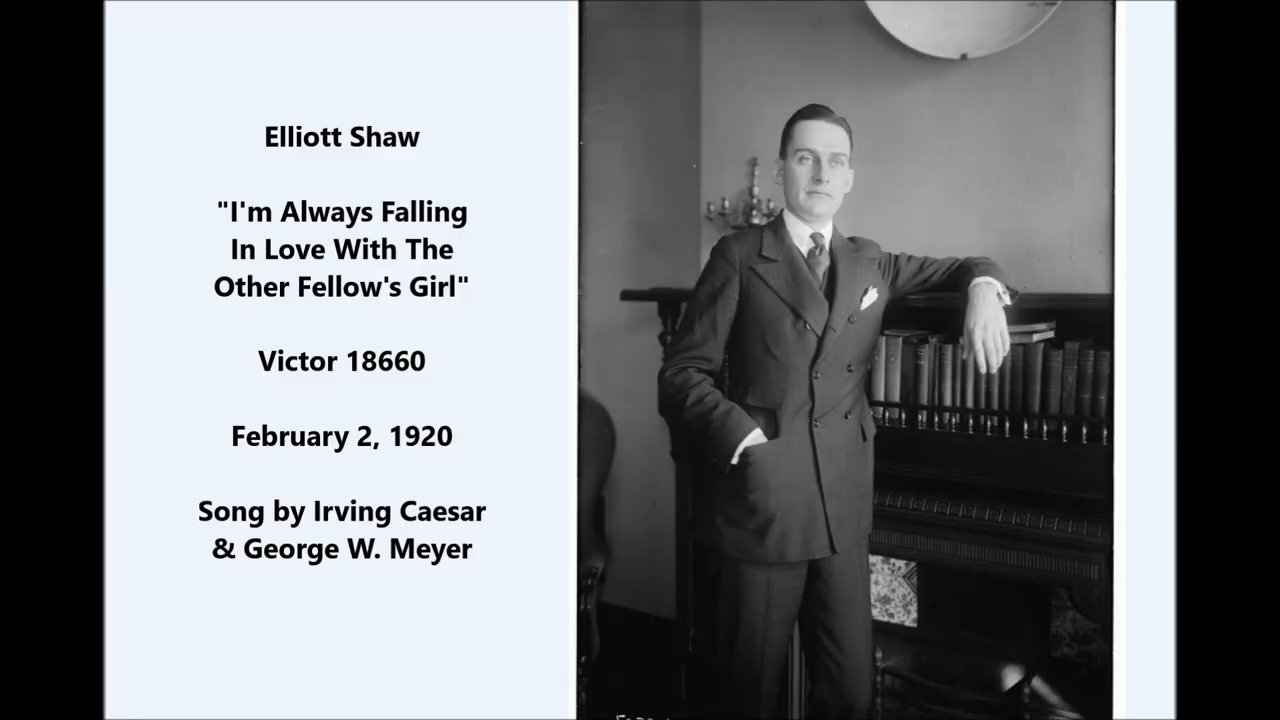 Elliott Shaw
"I'm Always Falling
In Love With The
Other Fellow's Girl"
Victor 18660
February 2, 1920
Song by Irving Caesar
& George W. Meyer